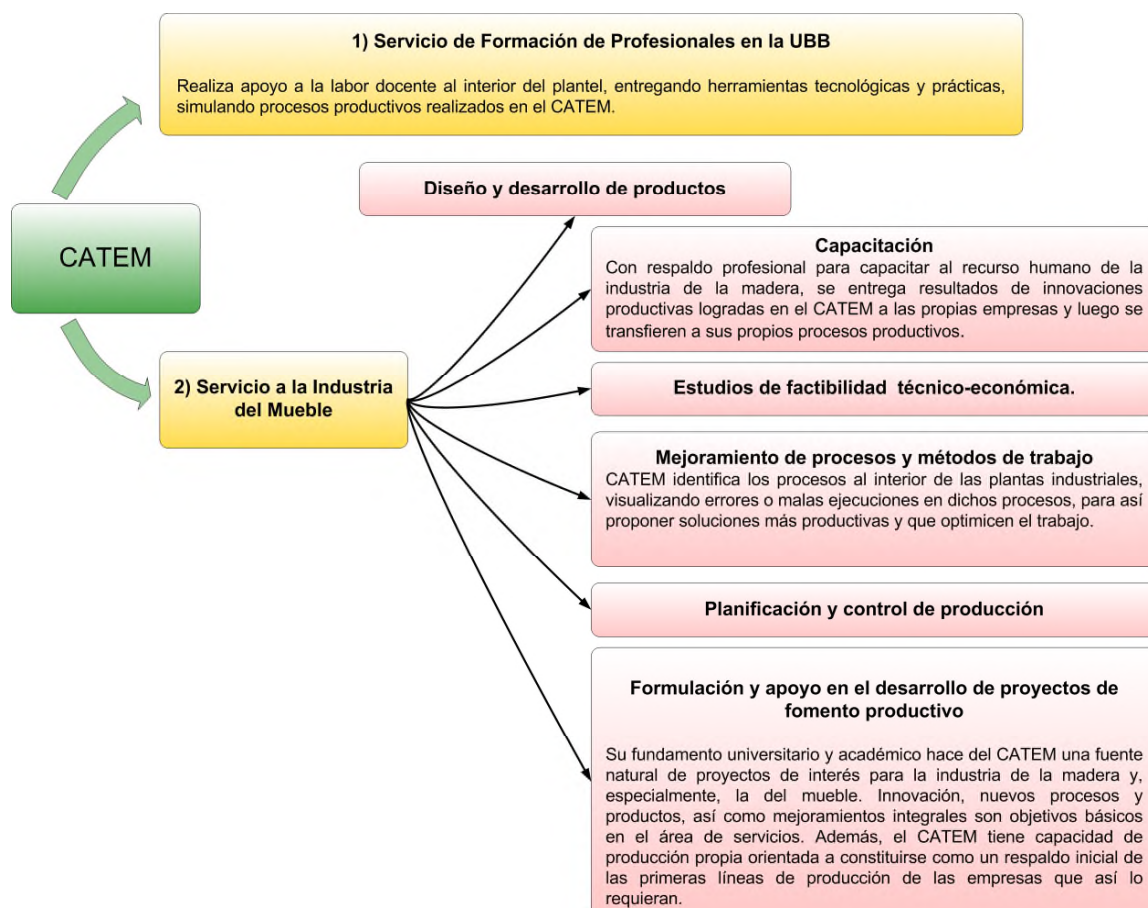 1) Servicio de Formación de Profesionales en la UBB
Realiza apoyo a la labor docente al interior del plantel, entregando herramientas tecnológicas y prácticas,
simulando procesos productivos realizados en el CATEM.
CATEM
2) Servicio a la Industria
del Mueble
Diseño y desarrollo de productos
Capacitación
Con respaldo profesional para capacitar al recurso humano de la
industria de la madera, se entrega resultados de innovaciones
productivas logradas en el CATEM a las propias empresas y luego se
transfieren a sus propios procesos productivos.
Estudios de factibilidad técnico-económica.
Mejoramiento de procesos y métodos de trabajo
CATEM identifica los procesos al interior de las plantas industriales,
visualizando errores o malas ejecuciones en dichos procesos, para así
proponer soluciones más productivas y que optimicen el trabajo.
Planificación y control de producción
Formulación y apoyo en el desarrollo de proyectos de
fomento productivo
Su fundamento universitario y académico hace del CATEM una fuente
natural de proyectos de interés para la industria de la madera y,
especialmente, la del mueble. Innovación, nuevos procesos y
productos, así como mejoramientos integrales son objetivos básicos
en el área de servicios. Además, el CATEM tiene capacidad de
producción propia orientada a constituirse como un respaldo inicial de
las primeras líneas de producción de las empresas que así lo
requieran.